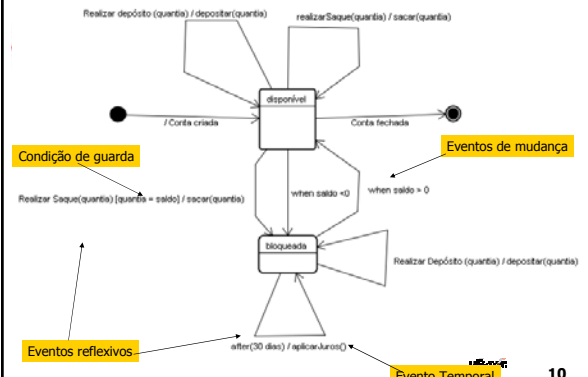 Realizar depósito (quantia) / depositar(quantia)
realizarSaque(quantia) / sacar(quantia)
disponível
/ Conta criada
Conta fechada
Condição de guarda
Eventos de mudança
Realizar Saque(quantia) [quantia = saldo] / sacar(quantia)
when saldo <0
when saldo > 0
bloqueada
Realizar Depósito (quantia) / depositar(quantia)
Eventos reflexivos
after(30 dias) / aplicarJuros()
Evento Temporal
10